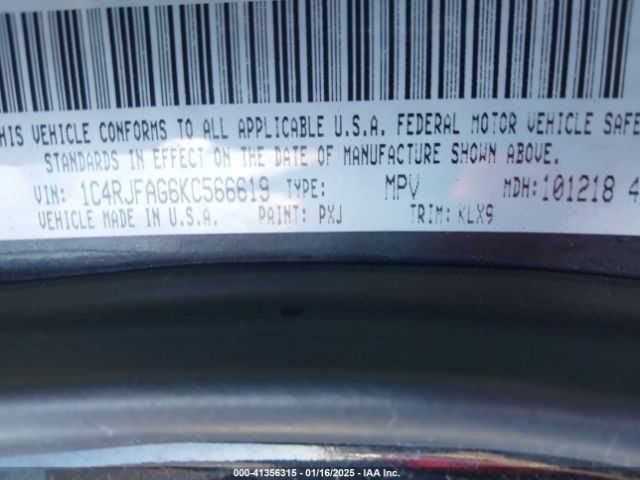 THIS VEHICLE CONFORMS TO ALL APPLICABLE U.S.A. FEDERAL MOTOR VEHICLE SAFE
STANDARDS IN EFFECT ON THE DATE OF MANUFACTURE SHOWN ABOVE.
VIN: 1C4RJFAG6KC566619 TYPE: MPV MDH:101218 4
VEHICLE MADE IN U.S.A. PAINT: PXJ TRIM: KLX9
000-41356315 - 01/16/2025 - IAA Inc.